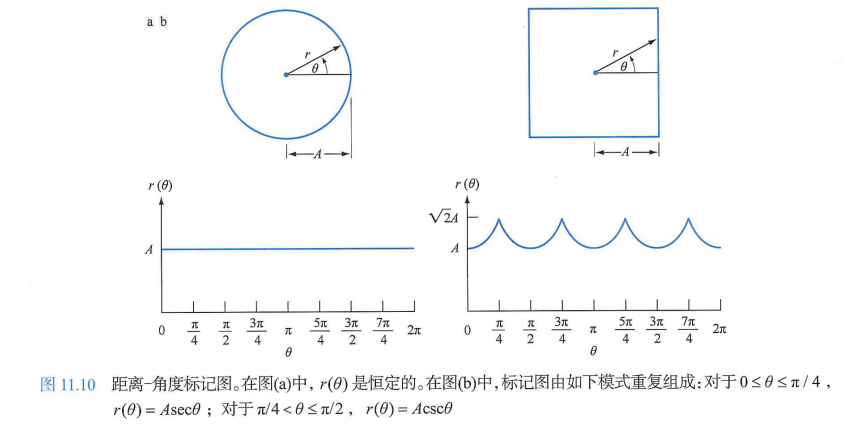 a b
r
θ
A
r
θ
A
r(θ)
A
0 π/4 π/2 3π/4 π 5π/4 3π/2 7π/4 2π
θ
r(θ)
√2A
A
0 π/4 π/2 3π/4 π 5π/4 3π/2 7π/4 2π
θ
图 11.10 距离-角度标记图。在图(a)中, r(θ) 是恒定的。在图(b)中,标记图由如下模式重复组成:对于 0≤θ≤π/4 ,
r(θ) = Asecθ ; 对于 π/4<θ≤π/2 , r(θ) = Acscθ